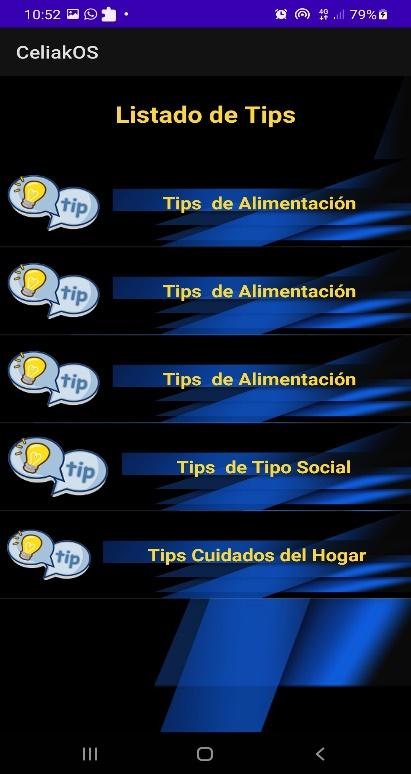 10:52
4G
79%
CeliakOS
Listado de Tips
tip
Tips  de Alimentación
tip
Tips  de Alimentación
tip
Tips  de Alimentación
tip
Tips  de Tipo Social
tip
Tips Cuidados del Hogar